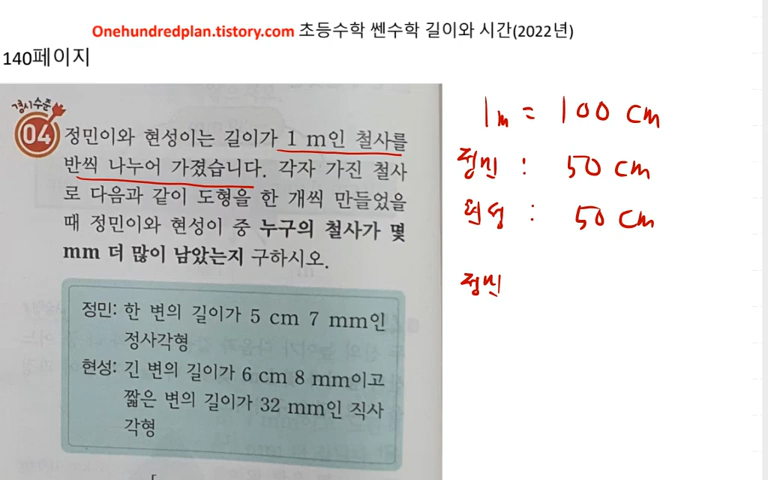 Onehundredplan.tistory.com 초등수학 쎈수학 길이와 시간(2022년)
140페이지
경시수준
04 정민이와 현성이는 길이가 1 m인 철사를
반씩 나누어 가졌습니다. 각자 가진 철사
로 다음과 같이 도형을 한 개씩 만들었을
때 정민이와 현성이 중 누구의 철사가 몇
mm 더 많이 남았는지 구하시오.
정민: 한 변의 길이가 5 cm 7 mm인
정사각형
현성: 긴 변의 길이가 6 cm 8 mm이고
짧은 변의 길이가 32 mm인 직사
각형
1m = 100 cm
정민 : 50 cm
현성 : 50 cm
정민